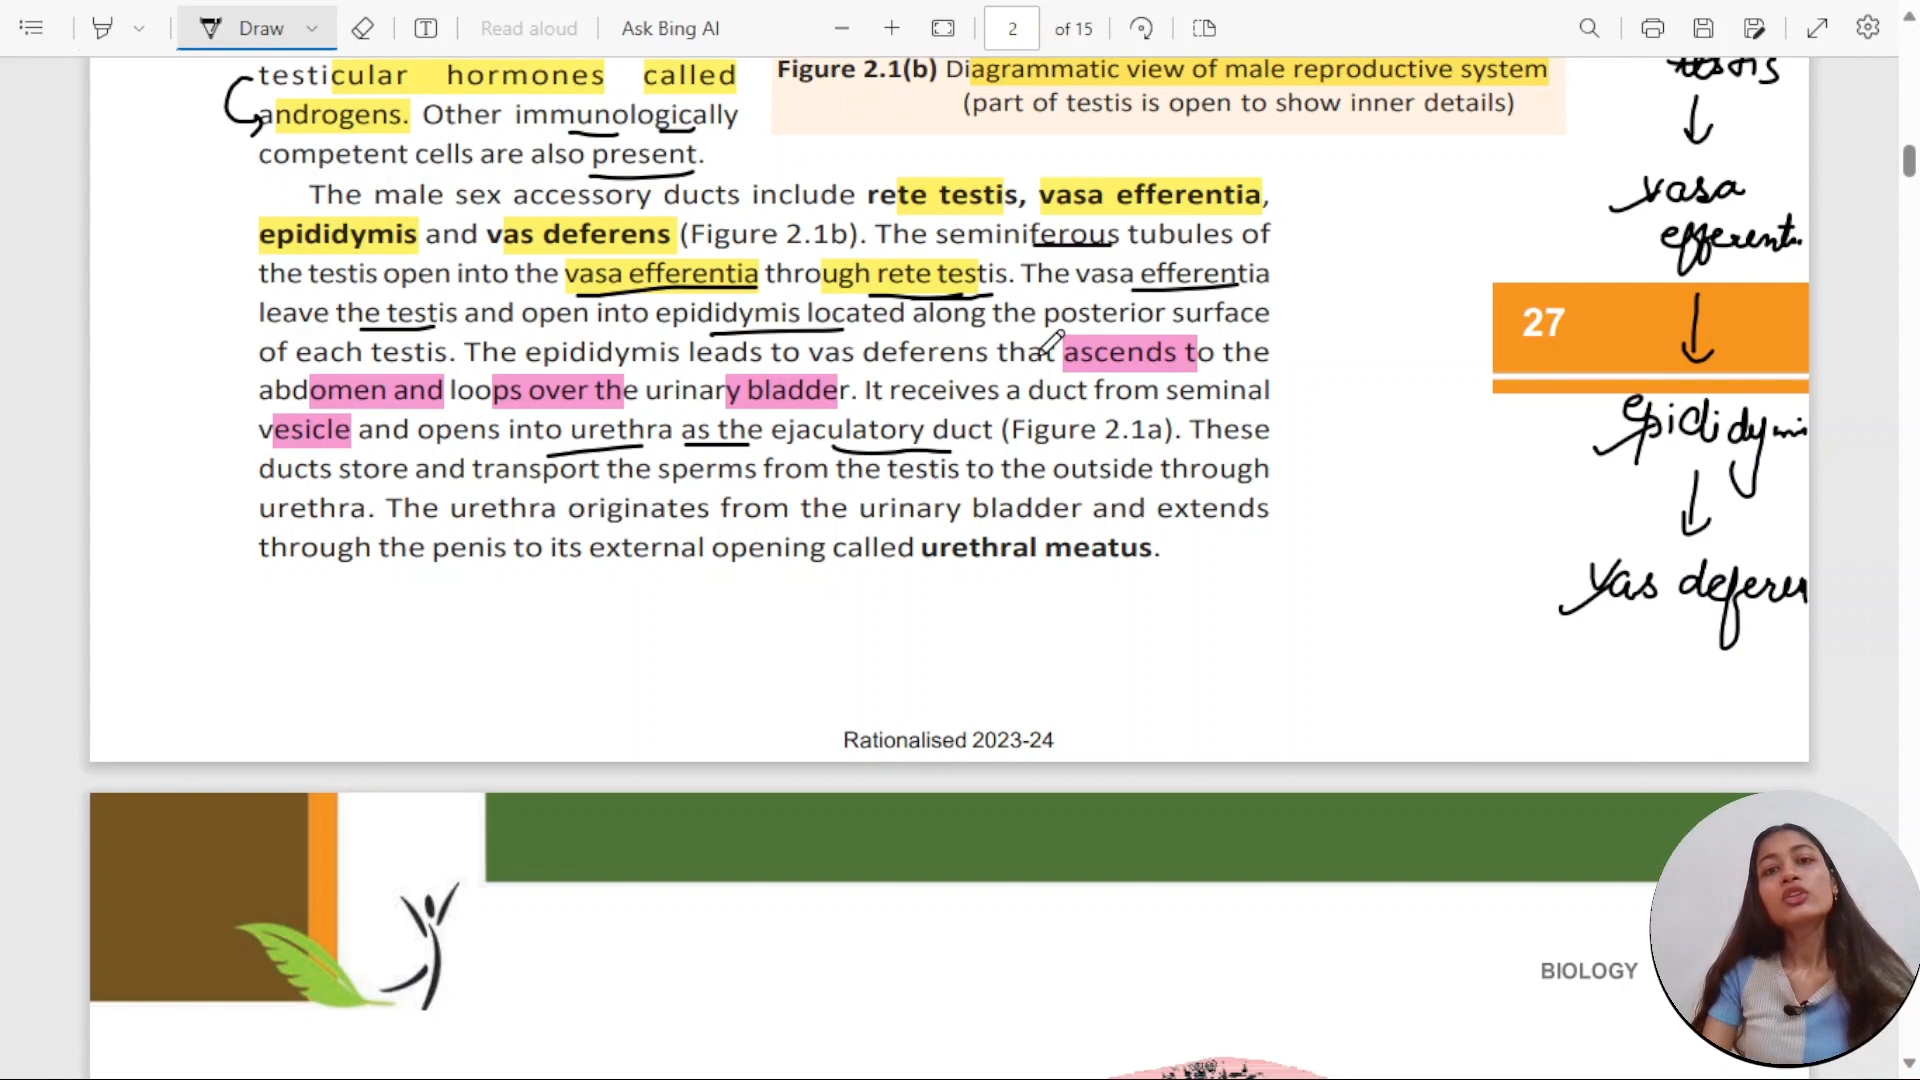 Draw
Read aloud
Ask Bing AI
2
of 15
testicular hormones called
androgens. Other immunologically
competent cells are also present.
Figure 2.1(b) Diagrammatic view of male reproductive system
(part of testis is open to show inner details)
The male sex accessory ducts include rete testis, vasa efferentia,
epididymis and vas deferens (Figure 2.1b). The seminiferous tubules of
the testis open into the vasa efferentia through rete testis. The vasa efferentia
leave the testis and open into epididymis located along the posterior surface
of each testis. The epididymis leads to vas deferens that ascends to the
abdomen and loops over the urinary bladder. It receives a duct from seminal
vesicle and opens into urethra as the ejaculatory duct (Figure 2.1a). These
ducts store and transport the sperms from the testis to the outside through
urethra. The urethra originates from the urinary bladder and extends
through the penis to its external opening called urethral meatus.
testis
vasa
efferent.
27
epididymis
vas deferen
Rationalised 2023-24
BIOLOGY